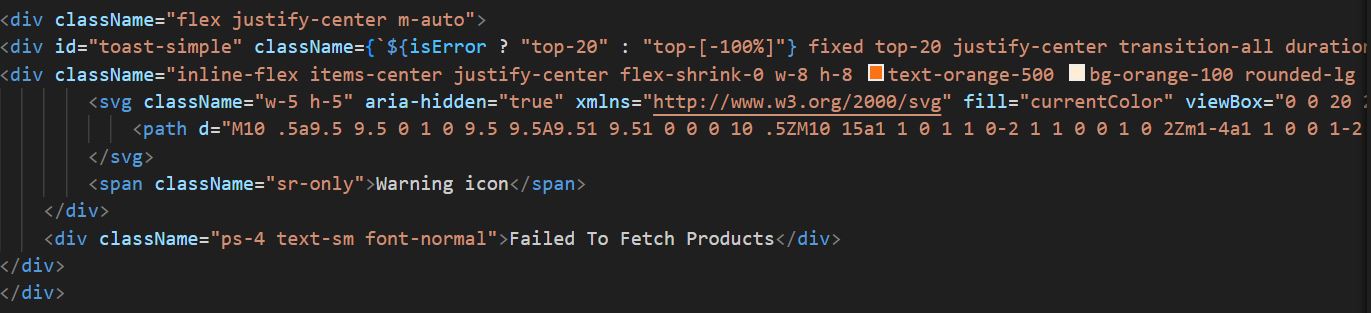 <div className="flex justify-center m-auto">
<div id="toast-simple" className={`${isError ? "top-20" : "top-[-100%]"} fixed top-20 justify-center transition-all duration
<div className="inline-flex items-center justify-center flex-shrink-0 w-8 h-8 text-orange-500 bg-orange-100 rounded-lg
<svg className="w-5 h-5" aria-hidden="true" xmlns="http://www.w3.org/2000/svg" fill="currentColor" viewBox="0 0 20
<path d="M10 .5a9.5 9.5 0 1 0 9.5 9.5A9.51 9.51 0 0 0 10 .5ZM10 15a1 1 0 1 1 0-2 1 1 0 0 1 0 2Zm1-4a1 1 0 0 1-2
</svg>
<span className="sr-only">Warning icon</span>
</div>
<div className="ps-4 text-sm font-normal">Failed To Fetch Products</div>
</div>
</div>